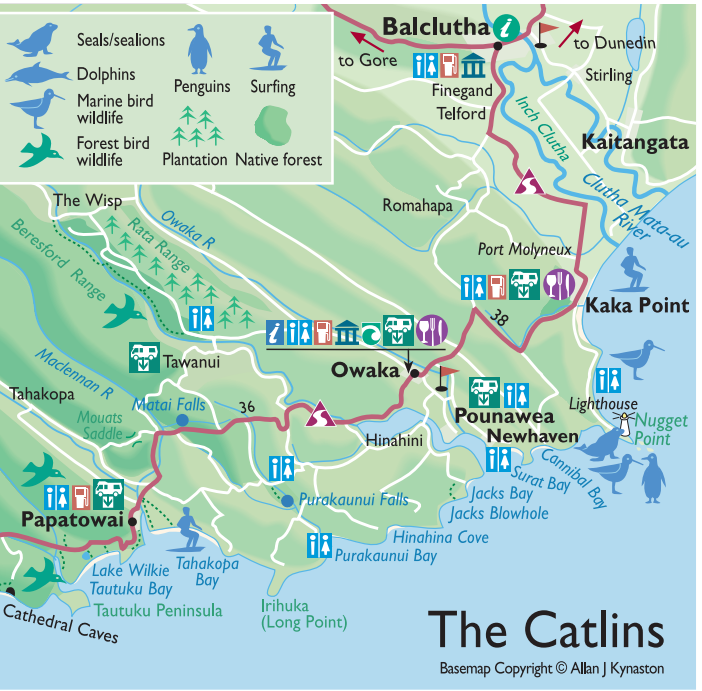 Seals/sealions
Dolphins
Marine bird
wildlife
Forest bird
wildlife
Penguins
Surfing
Plantation
Native forest
Balclutha
i
to Gore
to Dunedin
Stirling
Finegand
Telford
Inch Clutha
Kaitangata
Clutha Mata-au
River
The Wisp
Romahapa
Owaka R
Rata Range
Beresford Range
Port Molyneux
Kaka Point
38
i
Owaka
Tawanui
Maclennan R
Tahakopa
Matai Falls
36
Mouats
Saddle
Pounawea
Newhaven
Lighthouse
Nugget
Point
Hinahini
Cannibal Bay
Surat Bay
Jacks Bay
Jacks Blowhole
Purakaunui Falls
Hinahina Cove
Purakaunui Bay
Papatowai
Tahakopa
Bay
Lake Wilkie
Tautuku Bay
Tautuku Peninsula
Irihuka
(Long Point)
Cathedral Caves
The Catlins
Basemap Copyright © Allan J Kynaston